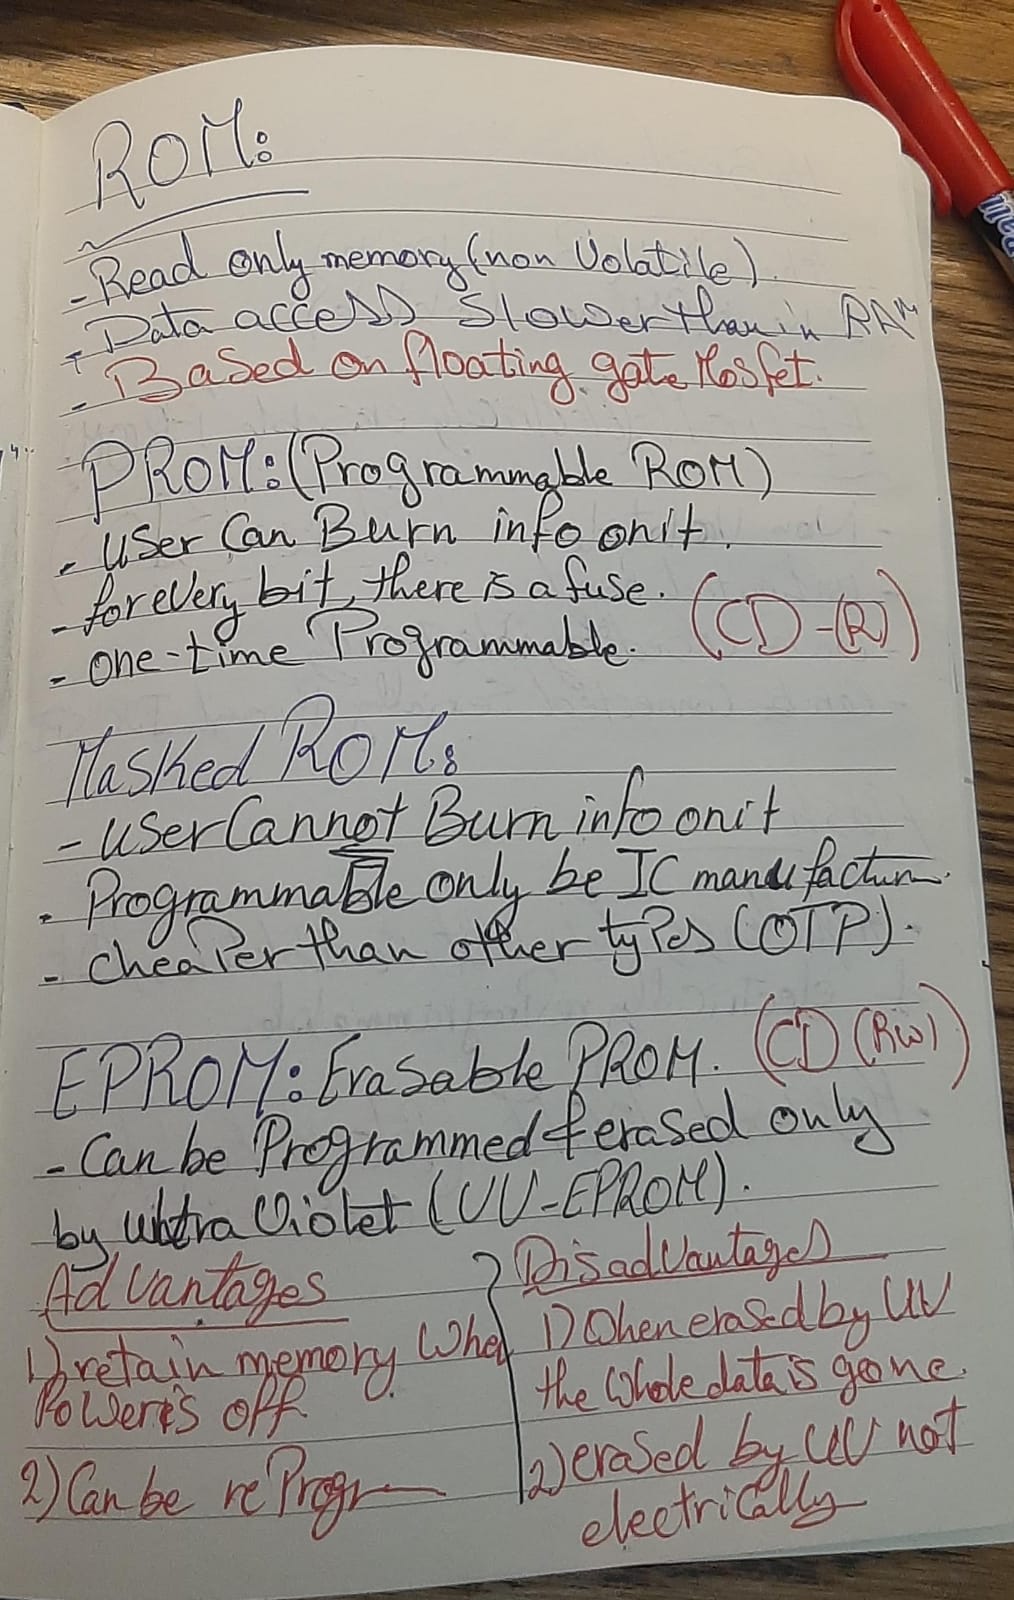 ROM:
- Read only memory (non Volatile).
- Data access slower than in RAM
- Based on floating gate Mosfet.
PROM: (Programmable ROM)
- user Can Burn info on it.
- for every bit, there is a fuse.
- one-time Programmable. (CD-(R))
Masked ROM:
- user Cannot Burn info on it
- Programmable only be IC manufactur
- cheaper than other types (OTP).
EPROM: Erasable PROM. (CD (RW))
- Can be Programmed & erased only
by ultra Violet (UV-EPROM).
Advantages
1) retain memory when
Power is off
2) Can be re Progr
Disadvantages
1) When erased by UV
the whole data is gone.
2) erased by UV not
electrically